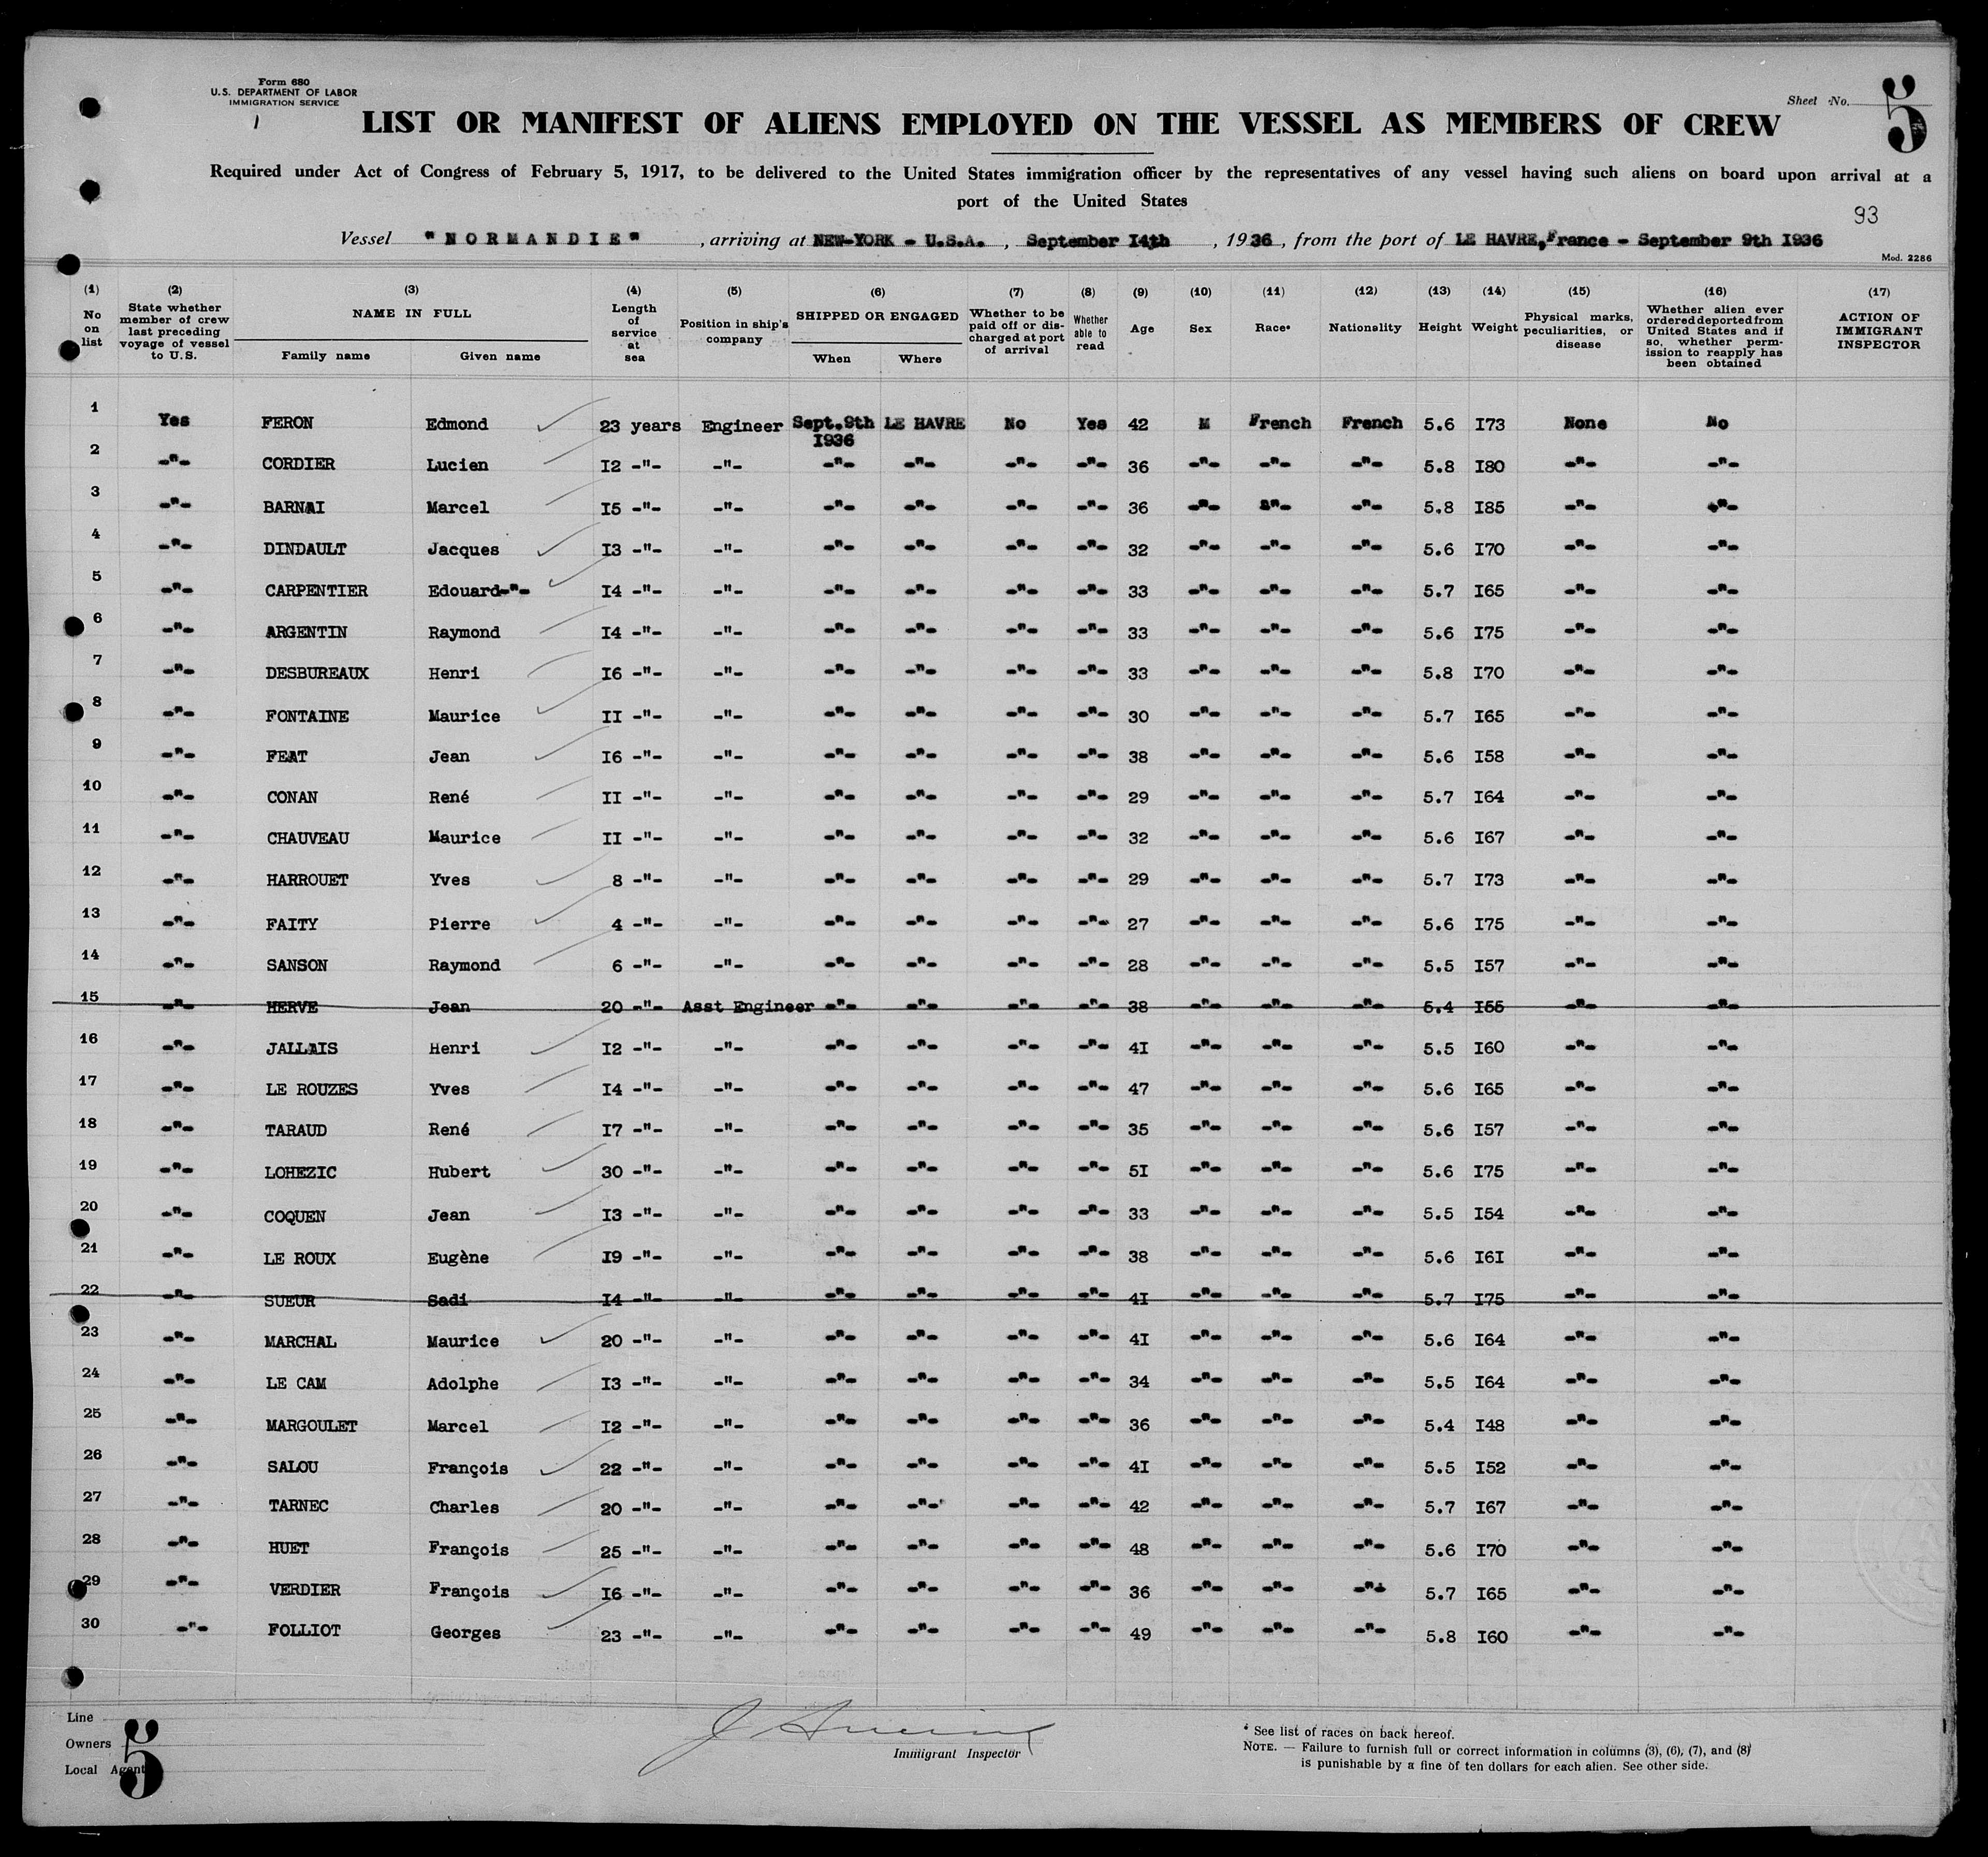 Form 680
U.S. DEPARTMENT OF LABOR
IMMIGRATION SERVICE
Sheet No. 5
LIST OR MANIFEST OF ALIENS EMPLOYED ON THE VESSEL AS MEMBERS OF CREW
Required under Act of Congress of February 5, 1917, to be delivered to the United States immigration officer by the representatives of any vessel having such aliens on board upon arrival at a
port of the United States
93
Vessel "NORMANDIE", arriving at NEW-YORK - U.S.A., September I4th, 1936, from the port of LE HAVRE, France - September 9th I936
Mod. 2286
(1) No on list (2) State whether member of crew last preceding voyage of vessel to U.S. (3) NAME IN FULL Family name Given name (4) Length of service at sea (5) Position in ship's company (6) SHIPPED OR ENGAGED When Where (7) Whether to be paid off or discharged at port of arrival (8) Whether able to read (9) Age (10) Sex (11) Race* (12) Nationality (13) Height (14) Weight (15) Physical marks, peculiarities, or disease (16) Whether alien ever ordered deported from United States and if so, whether permission to reapply has been obtained (17) ACTION OF IMMIGRANT INSPECTOR
1 Yes FERON Edmond 23 years Engineer Sept.9th I936 LE HAVRE No Yes 42 M French French 5.6 I73 None No
2 -"- CORDIER Lucien I2 -"- -"- -"- -"- -"- -"- 36 -"- -"- -"- 5.8 I80 -"- -"-
3 -"- BARNAI Marcel I5 -"- -"- -"- -"- -"- -"- 36 -"- -"- -"- 5.8 I85 -"- -"-
4 -"- DINDAULT Jacques I3 -"- -"- -"- -"- -"- -"- 32 -"- -"- -"- 5.6 I70 -"- -"-
5 -"- CARPENTIER Edouard-"- I4 -"- -"- -"- -"- -"- -"- 33 -"- -"- -"- 5.7 I65 -"- -"-
6 -"- ARGENTIN Raymond I4 -"- -"- -"- -"- -"- -"- 33 -"- -"- -"- 5.6 I75 -"- -"-
7 -"- DESBUREAUX Henri I6 -"- -"- -"- -"- -"- -"- 33 -"- -"- -"- 5.8 I70 -"- -"-
8 -"- FONTAINE Maurice II -"- -"- -"- -"- -"- -"- 30 -"- -"- -"- 5.7 I65 -"- -"-
9 -"- FEAT Jean I6 -"- -"- -"- -"- -"- -"- 38 -"- -"- -"- 5.6 I58 -"- -"-
10 -"- CONAN René II -"- -"- -"- -"- -"- -"- 29 -"- -"- -"- 5.7 I64 -"- -"-
11 -"- CHAUVEAU Maurice II -"- -"- -"- -"- -"- -"- 32 -"- -"- -"- 5.6 I67 -"- -"-
12 -"- HARROUET Yves 8 -"- -"- -"- -"- -"- -"- 29 -"- -"- -"- 5.7 I73 -"- -"-
13 -"- FAITY Pierre 4 -"- -"- -"- -"- -"- -"- 27 -"- -"- -"- 5.6 I75 -"- -"-
14 -"- SANSON Raymond 6 -"- -"- -"- -"- -"- -"- 28 -"- -"- -"- 5.5 I57 -"- -"-
15 -"- HERVE Jean 20 -"- Asst Engineer -"- -"- -"- -"- 38 -"- -"- -"- 5.4 I55 -"- -"-
16 -"- JALLAIS Henri I2 -"- -"- -"- -"- -"- -"- 4I -"- -"- -"- 5.5 I60 -"- -"-
17 -"- LE ROUZES Yves I4 -"- -"- -"- -"- -"- -"- 47 -"- -"- -"- 5.6 I65 -"- -"-
18 -"- TARAUD René I7 -"- -"- -"- -"- -"- -"- 35 -"- -"- -"- 5.6 I57 -"- -"-
19 -"- LOHEZIC Hubert 30 -"- -"- -"- -"- -"- -"- 5I -"- -"- -"- 5.6 I75 -"- -"-
20 -"- COQUEN Jean I3 -"- -"- -"- -"- -"- -"- 33 -"- -"- -"- 5.5 I54 -"- -"-
21 -"- LE ROUX Eugène I9 -"- -"- -"- -"- -"- -"- 38 -"- -"- -"- 5.6 I6I -"- -"-
22 -"- SUEUR Sadi I4 -"- -"- -"- -"- -"- -"- 4I -"- -"- -"- 5.7 I75 -"- -"-
23 -"- MARCHAL Maurice 20 -"- -"- -"- -"- -"- -"- 4I -"- -"- -"- 5.6 I64 -"- -"-
24 -"- LE CAM Adolphe I3 -"- -"- -"- -"- -"- -"- 34 -"- -"- -"- 5.5 I64 -"- -"-
25 -"- MARGOULET Marcel I2 -"- -"- -"- -"- -"- -"- 36 -"- -"- -"- 5.4 I48 -"- -"-
26 -"- SALOU François 22 -"- -"- -"- -"- -"- -"- 4I -"- -"- -"- 5.5 I52 -"- -"-
27 -"- TARNEC Charles 20 -"- -"- -"- -"- -"- -"- 42 -"- -"- -"- 5.7 I67 -"- -"-
28 -"- HUET François 25 -"- -"- -"- -"- -"- -"- 48 -"- -"- -"- 5.6 I70 -"- -"-
29 -"- VERDIER François I6 -"- -"- -"- -"- -"- -"- 36 -"- -"- -"- 5.7 I65 -"- -"-
30 -"- FOLLIOT Georges 23 -"- -"- -"- -"- -"- -"- 49 -"- -"- -"- 5.8 I60 -"- -"-
Line
Owners
Local Agent
5
Immigrant Inspector
* See list of races on back hereof.
NOTE. — Failure to furnish full or correct information in columns (3), (6), (7), and (8)
is punishable by a fine of ten dollars for each alien. See other side.